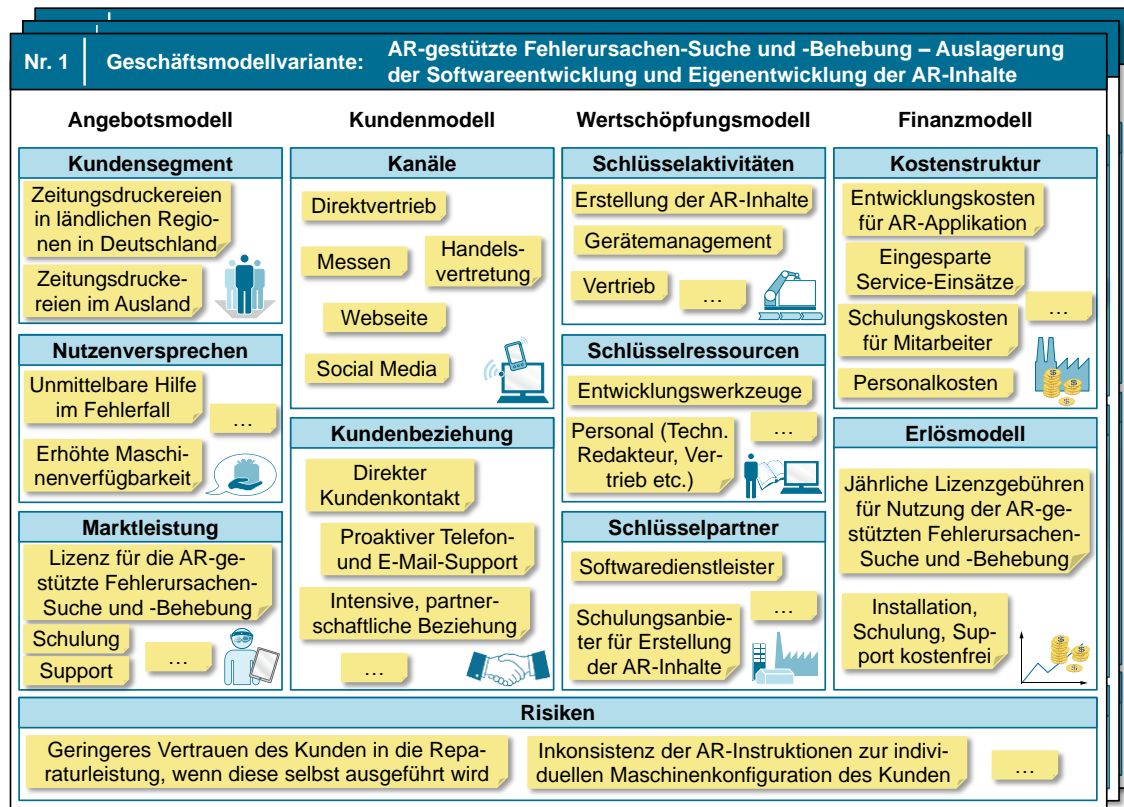 Nr. 1
Geschäftsmodellvariante:
AR-gestützte Fehlerursachen-Suche und -Behebung – Auslagerung
der Softwareentwicklung und Eigenentwicklung der AR-Inhalte
Angebotsmodell
Kundensegment
Zeitungsdruckereien
in ländlichen Regio-
nen in Deutschland
Zeitungsdrucke-
reien im Ausland
Nutzenversprechen
Unmittelbare Hilfe
im Fehlerfall
…
Erhöhte Maschi-
nenverfügbarkeit
Marktleistung
Lizenz für die AR-ge-
stützte Fehlerursachen-
Suche und -Behebung
Schulung
Support
…
Kundenmodell
Kanäle
Direktvertrieb
Messen
Handels-
vertretung
Webseite
Social Media
Kundenbeziehung
Direkter
Kundenkontakt
Proaktiver Telefon-
und E-Mail-Support
Intensive, partner-
schaftliche Beziehung
…
Wertschöpfungsmodell
Schlüsselaktivitäten
Erstellung der AR-Inhalte
Gerätemanagement
Vertrieb
…
Schlüsselressourcen
Entwicklungswerkzeuge
Personal (Techn.
Redakteur, Ver-
trieb etc.)
…
Schlüsselpartner
Softwaredienstleister
…
Schulungsanbie-
ter für Erstellung
der AR-Inhalte
Finanzmodell
Kostenstruktur
Entwicklungskosten
für AR-Applikation
Eingesparte
Service-Einsätze
…
Schulungskosten
für Mitarbeiter
Personalkosten
Erlösmodell
Jährliche Lizenzgebühren
für Nutzung der AR-ge-
stützten Fehlerursachen-
Suche und -Behebung
Installation,
Schulung, Sup-
port kostenfrei
Risiken
Geringeres Vertrauen des Kunden in die Repa-
raturleistung, wenn diese selbst ausgeführt wird
Inkonsistenz der AR-Instruktionen zur indivi-
duellen Maschinenkonfiguration des Kunden
…